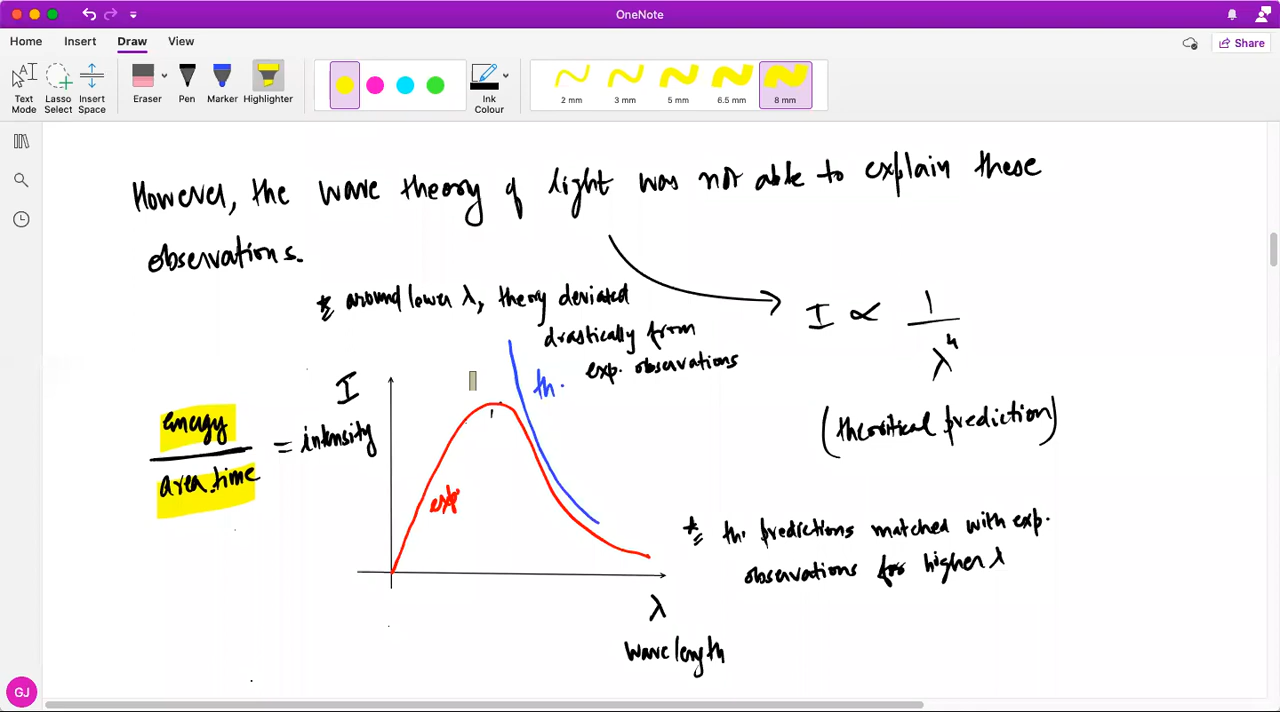 OneNote
Home Insert Draw View
Share
Text Mode
Lasso Select
Insert Space
Eraser
Pen
Marker
Highlighter
Ink Colour
2 mm
3 mm
5 mm
6.5 mm
8 mm
However, the wave theory of light was not able to explain these
observations.
* around lower λ, theory deviated
drastically from
exp. observations
I ∝ 1/λ⁴
(theoritical prediction)
I
th.
energy
area.time
= intensity
exp.
* th. predictions matched with exp.
observations for higher λ
λ
wavelength
GJ